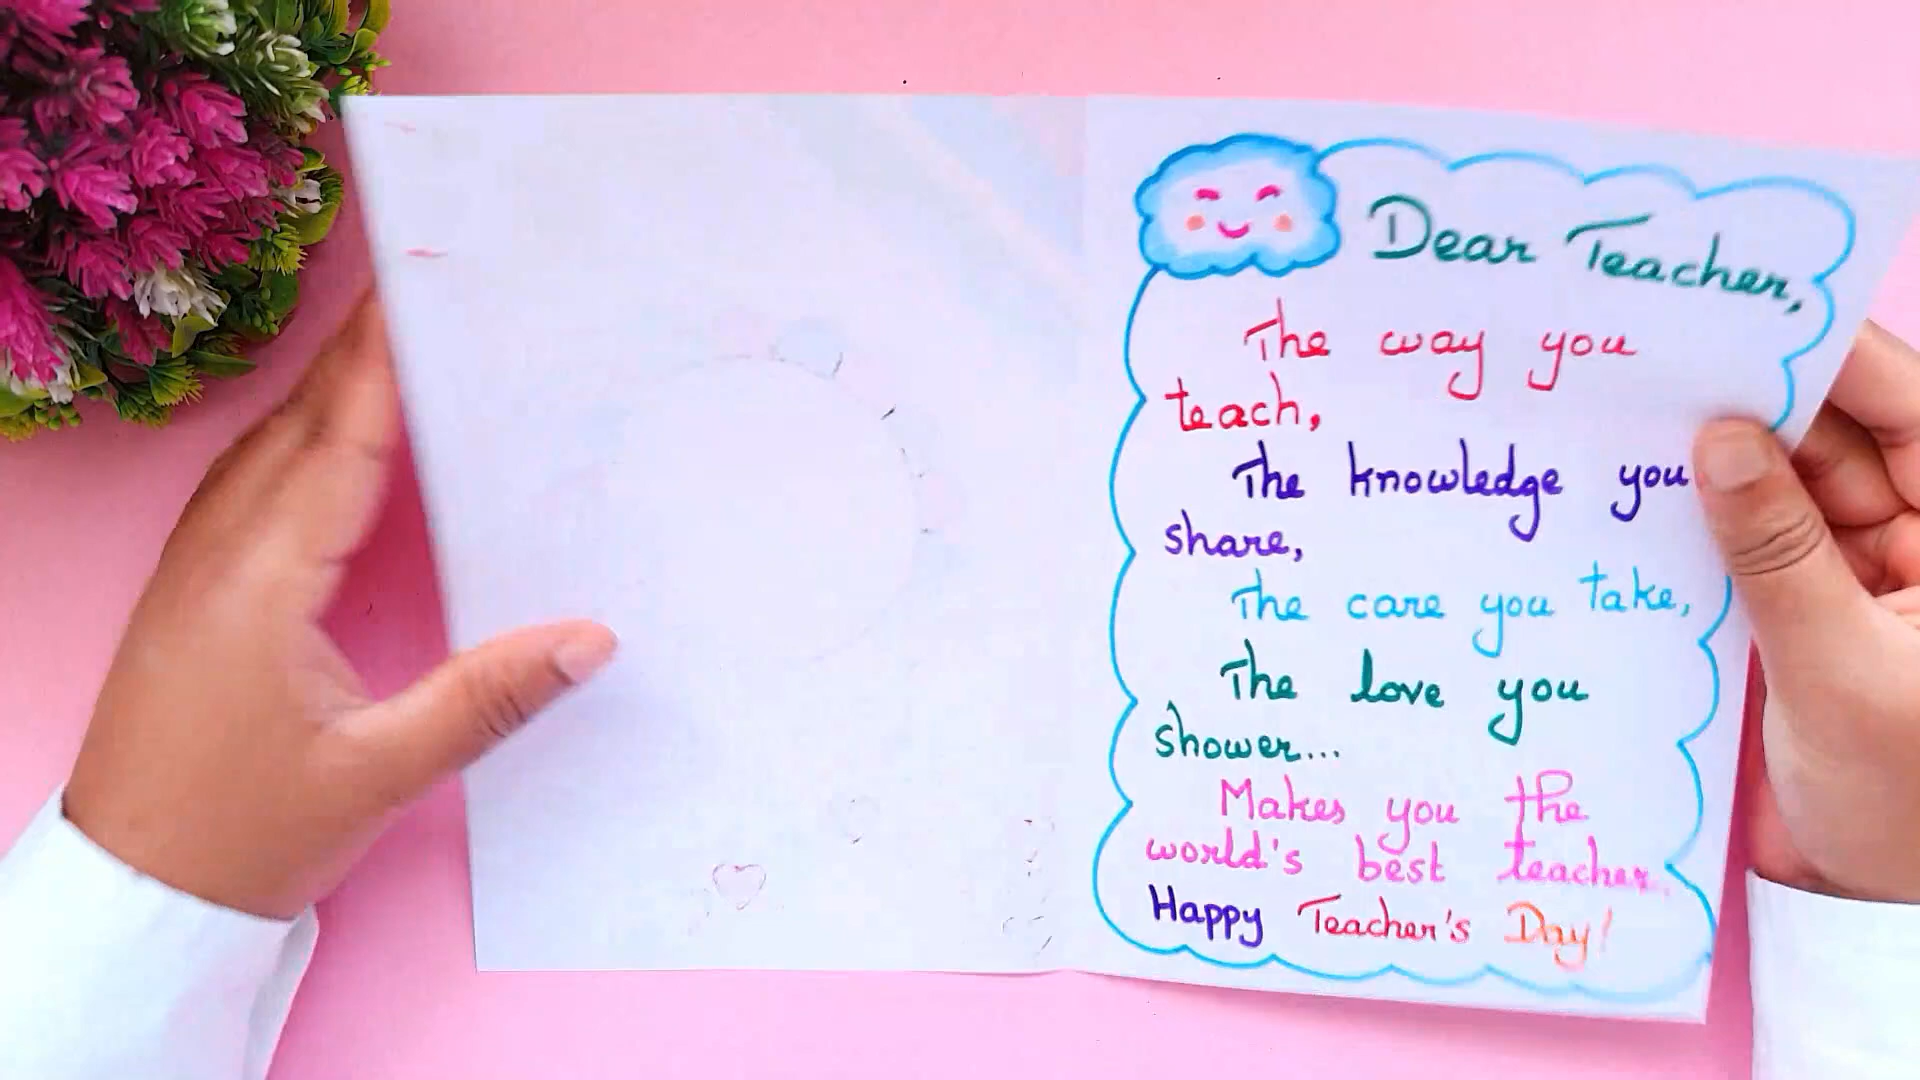 Dear Teacher,
The way you
teach,
The knowledge you
share,
The care you take,
The love you
shower...
Makes you the
world's best teacher.
Happy Teacher's Day!